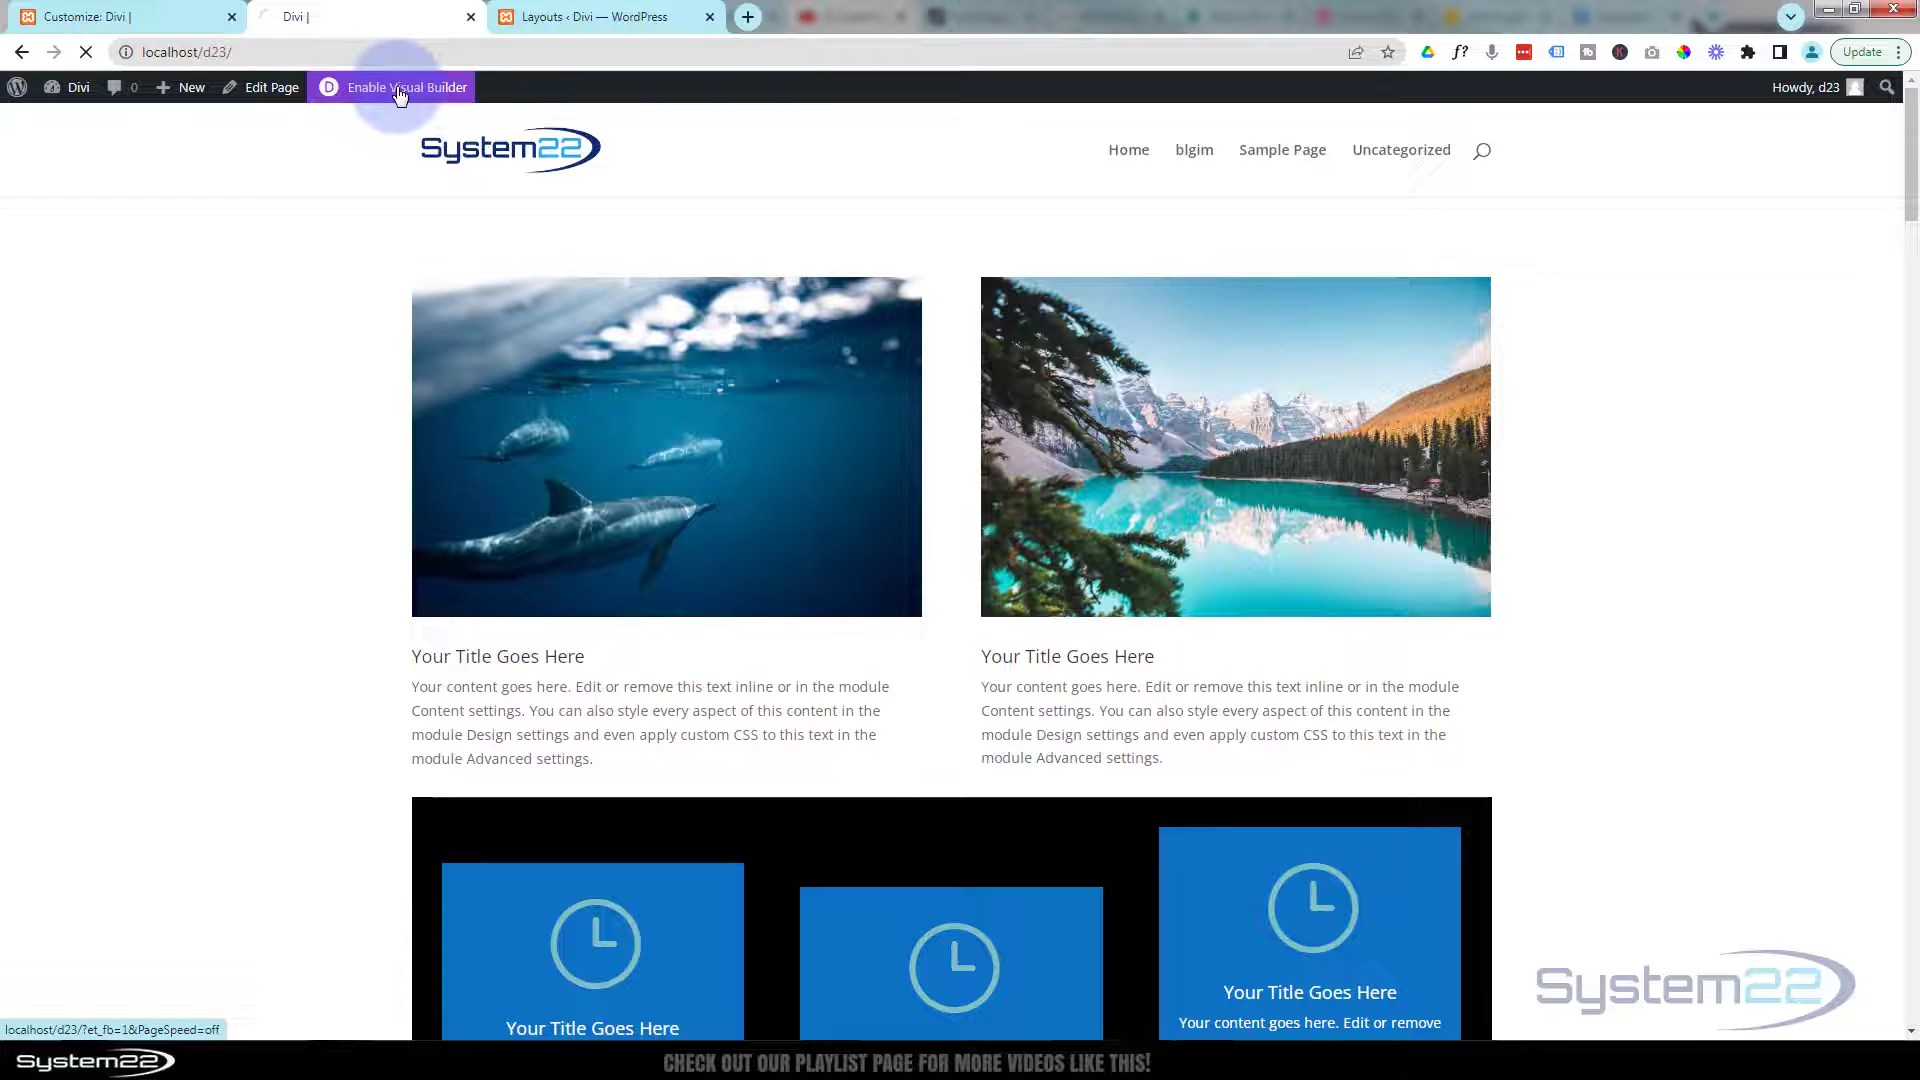 Customize: Divi |
Divi |
Layouts ‹ Divi — WordPress
localhost/d23/
f?
Update
Divi
0
New
Edit Page
D
Enable Visual Builder
Howdy, d23
System22
Home
blgim
Sample Page
Uncategorized
Your Title Goes Here
Your content goes here. Edit or remove this text inline or in the module
Content settings. You can also style every aspect of this content in the
module Design settings and even apply custom CSS to this text in the
module Advanced settings.
Your Title Goes Here
Your content goes here. Edit or remove this text inline or in the module
Content settings. You can also style every aspect of this content in the
module Design settings and even apply custom CSS to this text in the
module Advanced settings.
Your Title Goes Here
Your Title Goes Here
Your content goes here. Edit or remove
System22
localhost/d23/?et_fb=1&PageSpeed=off
System22
CHECK OUT OUR PLAYLIST PAGE FOR MORE VIDEOS LIKE THIS!